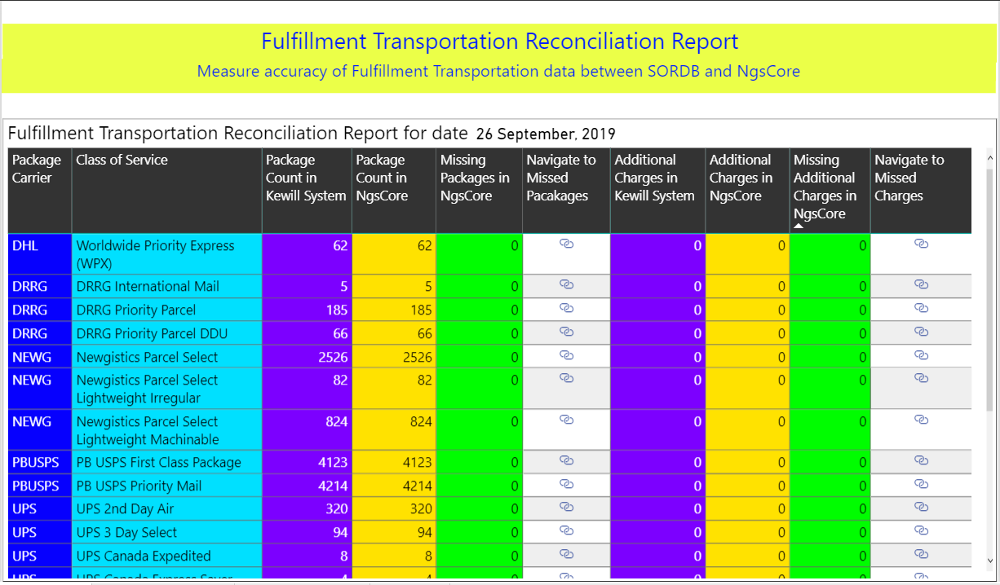 Fulfillment Transportation Reconciliation Report
Measure accuracy of Fulfillment Transportation data between SORDB and NgsCore
Fulfillment Transportation Reconciliation Report for date 26 September, 2019
Package Carrier Class of Service Package Count in Kewill System Package Count in NgsCore Missing Packages in NgsCore Navigate to Missed Pacakages Additional Charges in Kewill System Additional Charges in NgsCore Missing Additional Charges in NgsCore Navigate to Missed Charges
DHL Worldwide Priority Express (WPX) 62 62 0 0 0 0
DRRG DRRG International Mail 5 5 0 0 0 0
DRRG DRRG Priority Parcel 185 185 0 0 0 0
DRRG DRRG Priority Parcel DDU 66 66 0 0 0 0
NEWG Newgistics Parcel Select 2526 2526 0 0 0 0
NEWG Newgistics Parcel Select Lightweight Irregular 82 82 0 0 0 0
NEWG Newgistics Parcel Select Lightweight Machinable 824 824 0 0 0 0
PBUSPS PB USPS First Class Package 4123 4123 0 0 0 0
PBUSPS PB USPS Priority Mail 4214 4214 0 0 0 0
UPS UPS 2nd Day Air 320 320 0 0 0 0
UPS UPS 3 Day Select 94 94 0 0 0 0
UPS UPS Canada Expedited 8 8 0 0 0 0
UPS UPS Canada Express Saver